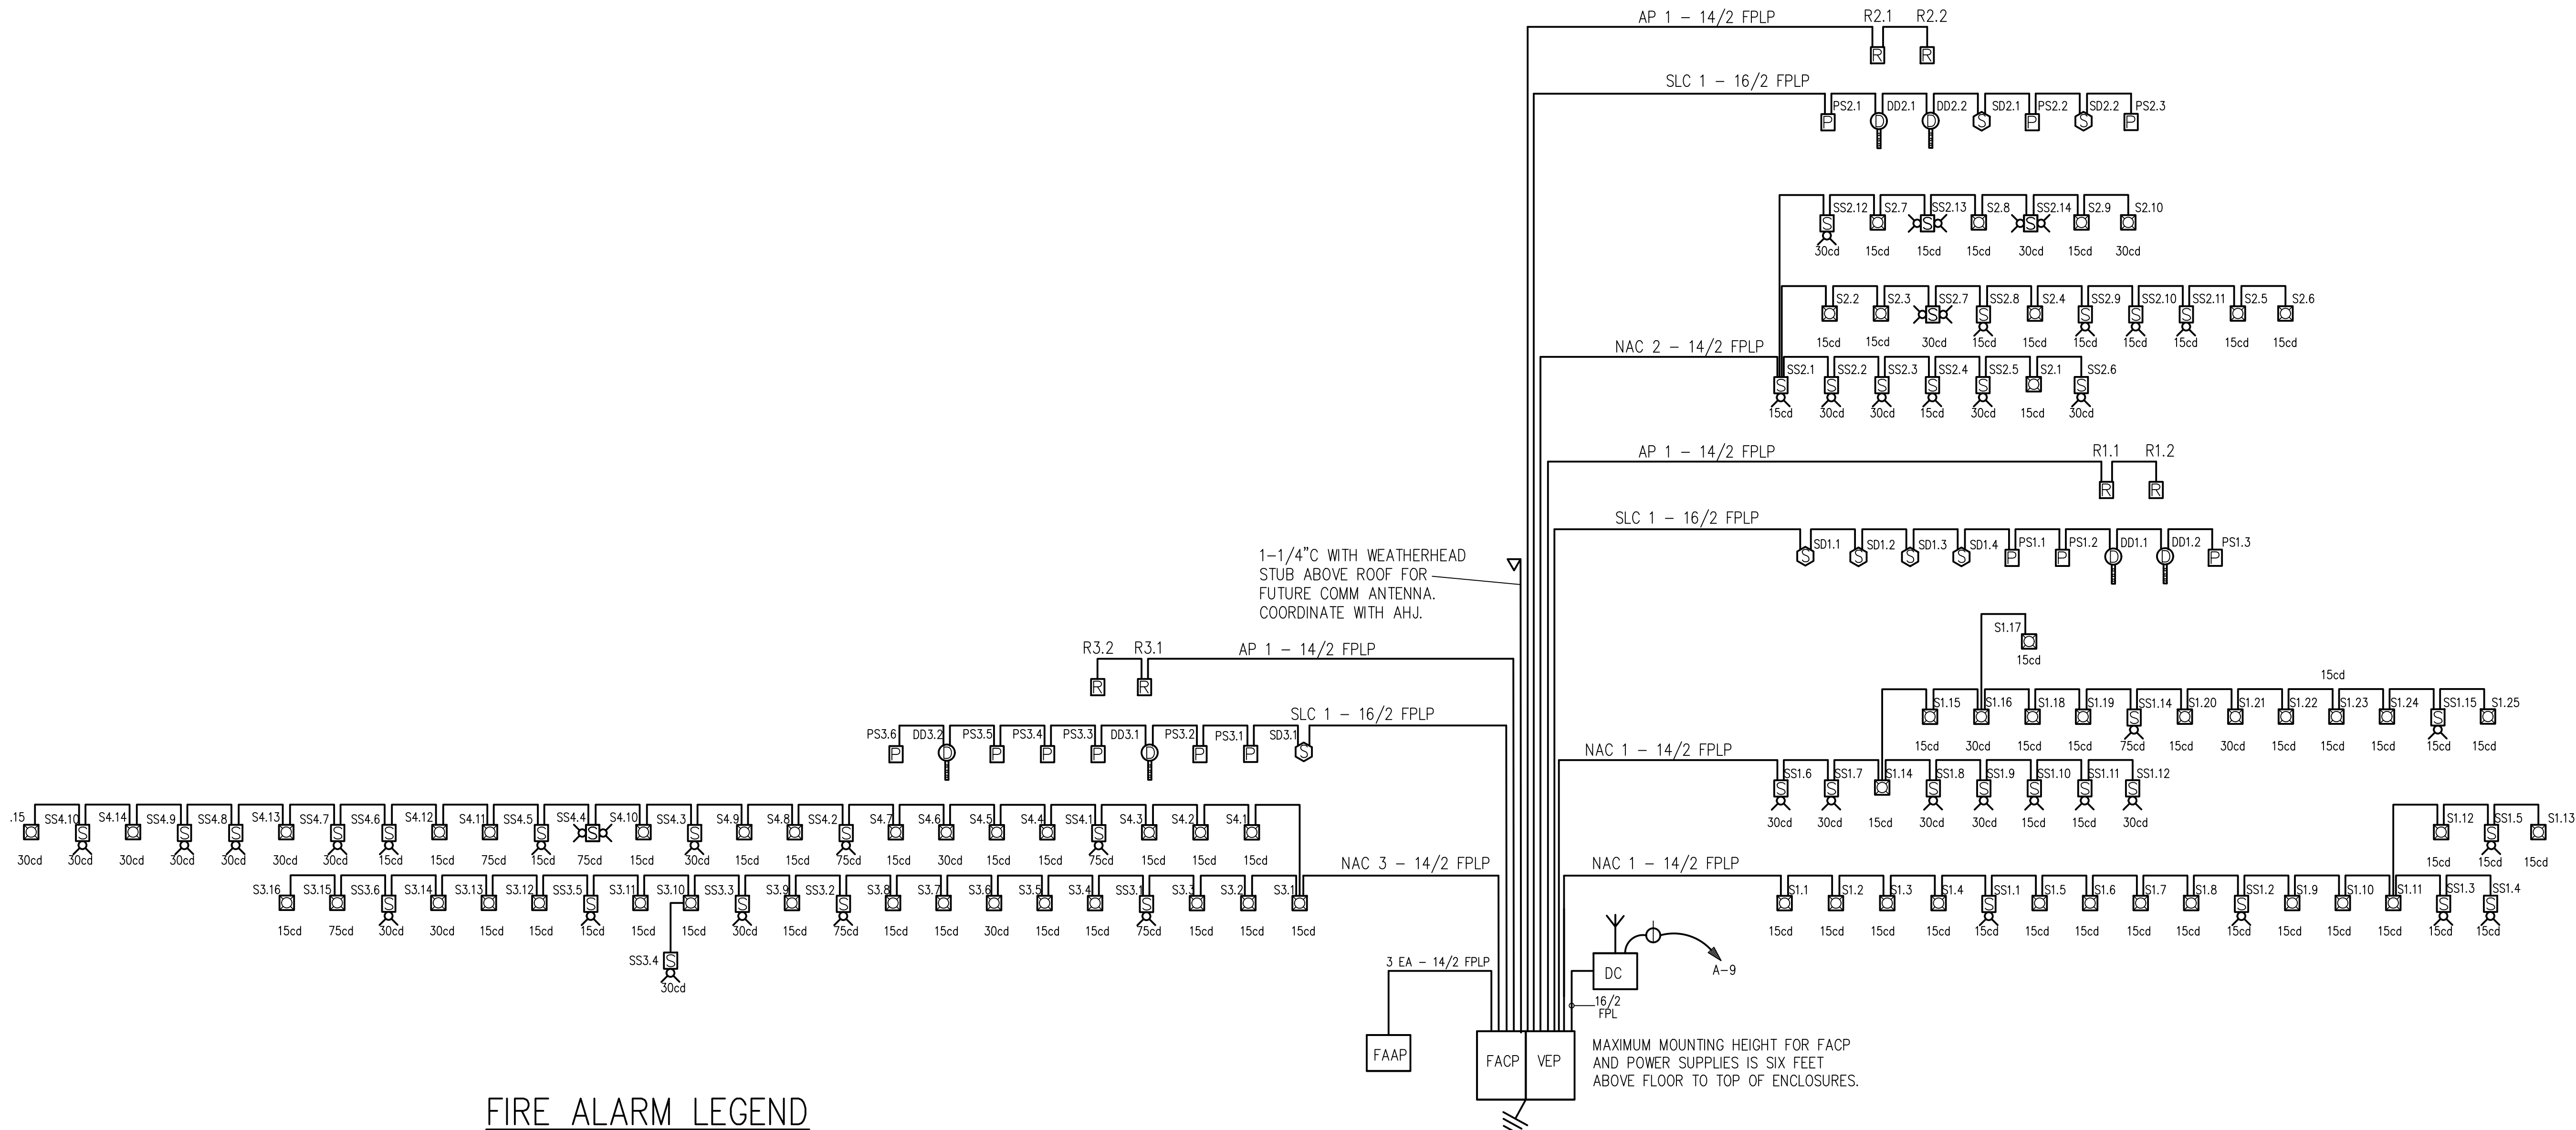 AP 1 - 14/2 FPLP R2.1 R2.2
R R
SLC 1 - 16/2 FPLP
PS2.1 DD2.1 DD2.2 SD2.1 PS2.2 SD2.2 PS2.3
P D D S P S P
SS2.12 S2.7 SS2.13 S2.8 SS2.14 S2.9 S2.10
S S S
30cd 15cd 15cd 15cd 30cd 15cd 30cd
S2.2 S2.3 SS2.7 SS2.8 S2.4 SS2.9 SS2.10 SS2.11 S2.5 S2.6
S S S S S
15cd 15cd 30cd 15cd 15cd 15cd 15cd 15cd 15cd 15cd
NAC 2 - 14/2 FPLP
SS2.1 SS2.2 SS2.3 SS2.4 SS2.5 S2.1 SS2.6
S S S S S S
15cd 30cd 30cd 15cd 30cd 15cd 30cd
AP 1 - 14/2 FPLP R1.1 R1.2
R R
SLC 1 - 16/2 FPLP
SD1.1 SD1.2 SD1.3 SD1.4 PS1.1 PS1.2 DD1.1 DD1.2 PS1.3
S S S S P P D D P
1-1/4"C WITH WEATHERHEAD
STUB ABOVE ROOF FOR
FUTURE COMM ANTENNA.
COORDINATE WITH AHJ.
S1.17
15cd
R3.2 R3.1 AP 1 - 14/2 FPLP
R R
15cd
S1.15 S1.16 S1.18 S1.19 SS1.14 S1.20 S1.21 S1.22 S1.23 S1.24 SS1.15 S1.25
S S
15cd 30cd 15cd 15cd 75cd 15cd 30cd 15cd 15cd 15cd 15cd 15cd
SLC 1 - 16/2 FPLP
PS3.6 DD3.2 PS3.5 PS3.4 PS3.3 DD3.1 PS3.2 PS3.1 SD3.1
P D P P P D P P S
NAC 1 - 14/2 FPLP
SS1.6 SS1.7 S1.14 SS1.8 SS1.9 SS1.10 SS1.11 SS1.12
S S S S S S S
30cd 30cd 15cd 30cd 30cd 15cd 15cd 30cd
.15 SS4.10 S4.14 SS4.9 SS4.8 S4.13 SS4.7 SS4.6 S4.12 S4.11 SS4.5 SS4.4 S4.10 SS4.3 S4.9 S4.8 SS4.2 S4.7 S4.6 S4.5 S4.4 SS4.1 S4.3 S4.2 S4.1
S S S S S S S S S S
30cd 30cd 30cd 30cd 30cd 30cd 30cd 15cd 15cd 75cd 15cd 75cd 15cd 30cd 15cd 15cd 75cd 15cd 30cd 15cd 15cd 75cd 15cd 15cd 15cd
S1.12 SS1.5 S1.13
S
15cd 15cd 15cd
NAC 3 - 14/2 FPLP
S3.16 S3.15 SS3.6 S3.14 S3.13 S3.12 SS3.5 S3.11 S3.10 SS3.3 S3.9 SS3.2 S3.8 S3.7 S3.6 S3.5 S3.4 SS3.1 S3.3 S3.2 S3.1
S S S S S
15cd 75cd 30cd 30cd 15cd 15cd 15cd 15cd 15cd 30cd 15cd 75cd 15cd 15cd 30cd 15cd 15cd 75cd 15cd 15cd 15cd
SS3.4 S
30cd
NAC 1 - 14/2 FPLP
S1.1 S1.2 S1.3 S1.4 SS1.1 S1.5 S1.6 S1.7 S1.8 SS1.2 S1.9 S1.10 S1.11 SS1.3 SS1.4
S S S S
15cd 15cd 15cd 15cd 15cd 15cd 15cd 15cd 15cd 15cd 15cd 15cd 15cd 15cd 15cd
3 EA - 14/2 FPLP
DC
A-9
16/2
FPL
FAAP
FACP VEP
MAXIMUM MOUNTING HEIGHT FOR FACP
AND POWER SUPPLIES IS SIX FEET
ABOVE FLOOR TO TOP OF ENCLOSURES.
FIRE ALARM LEGEND